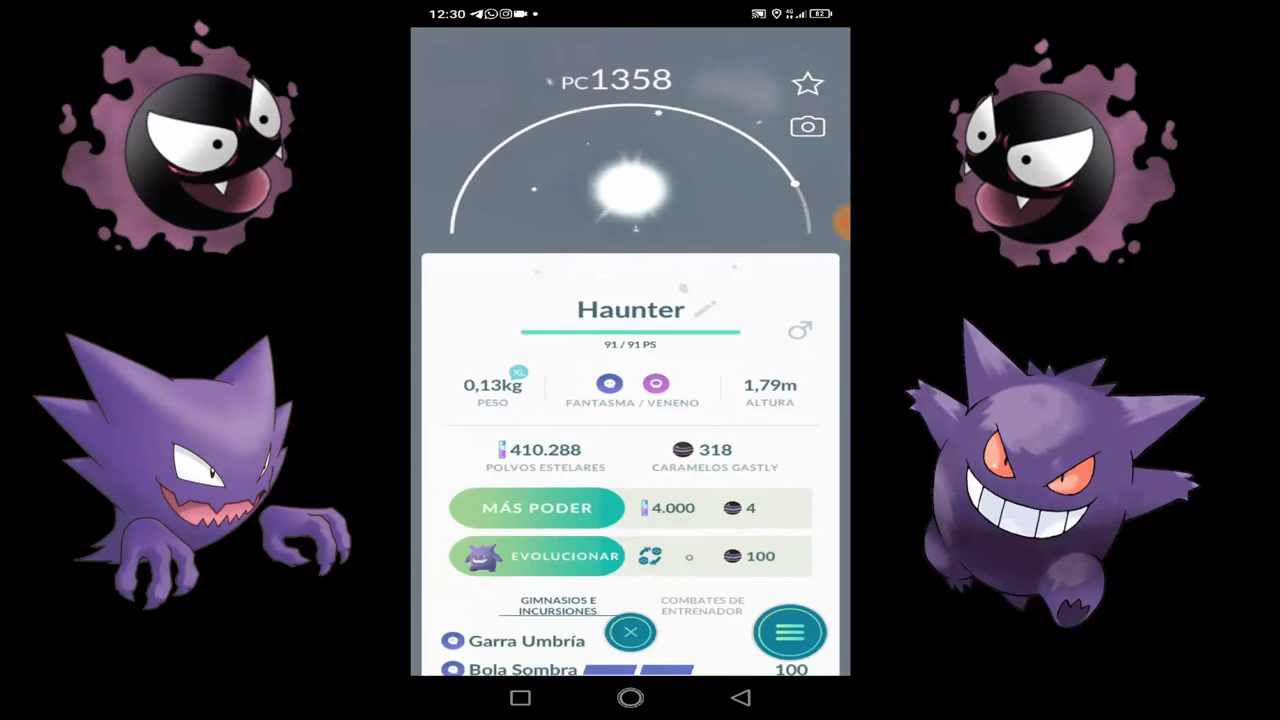 12:30
4G
82
PC1358
Haunter
91 / 91 PS
XL
0,13kg
PESO
FANTASMA / VENENO
1,79m
ALTURA
410.288
POLVOS ESTELARES
318
CARAMELOS GASTLY
MÁS PODER
4.000
4
EVOLUCIONAR
o
100
GIMNASIOS E
INCURSIONES
COMBATES DE
ENTRENADOR
Garra Umbría
Bola Sombra
100